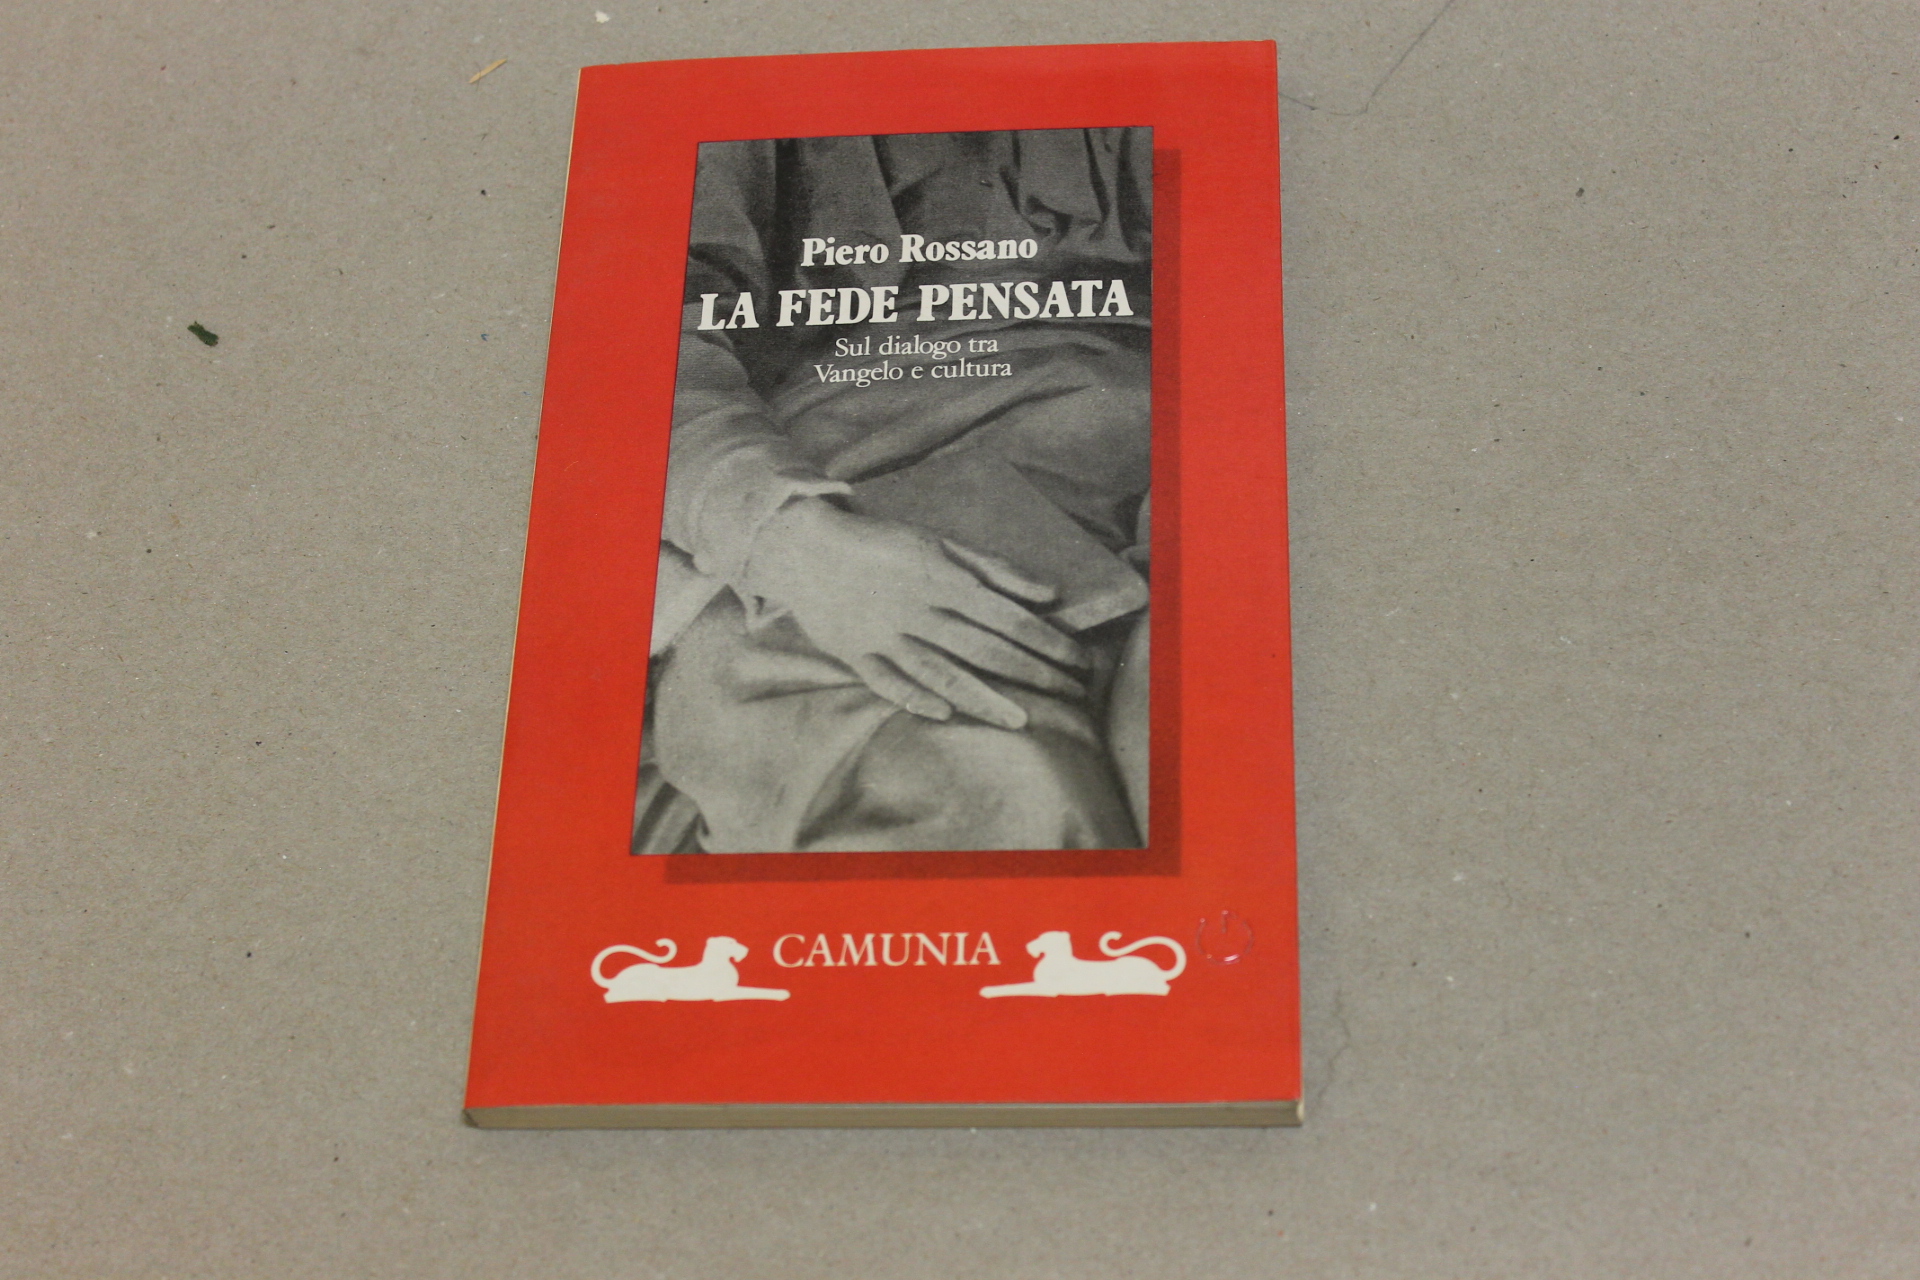 Piero Rossano
LA FEDE PENSATA
Sul dialogo tra
Vangelo e cultura
CAMUNIA